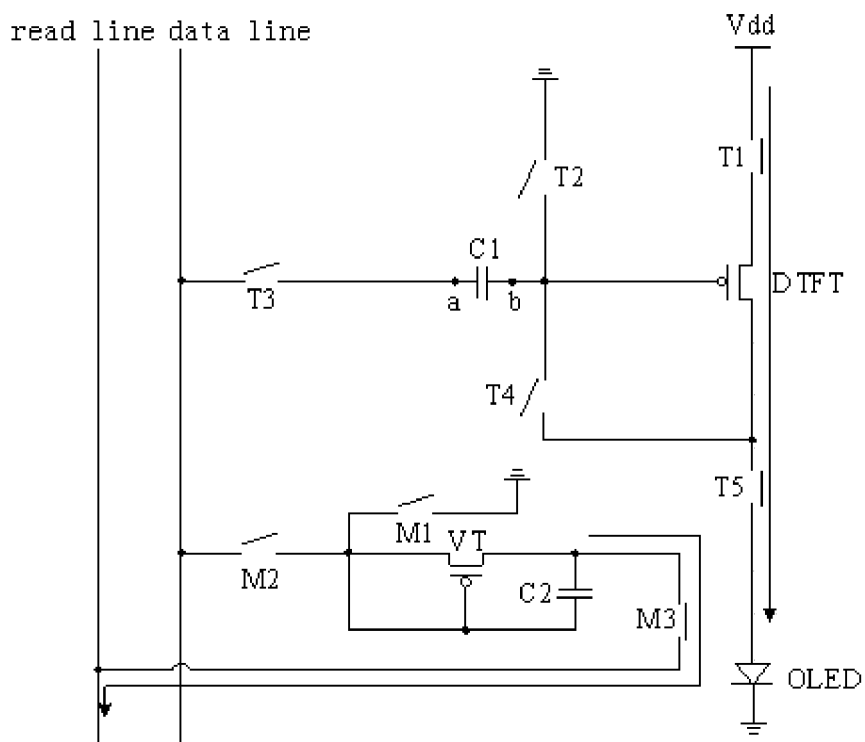 read line data line
Vdd
T1
T2
C1
T3
a
b
DTFT
T4
T5
M1
VT
M2
C2
M3
OLED